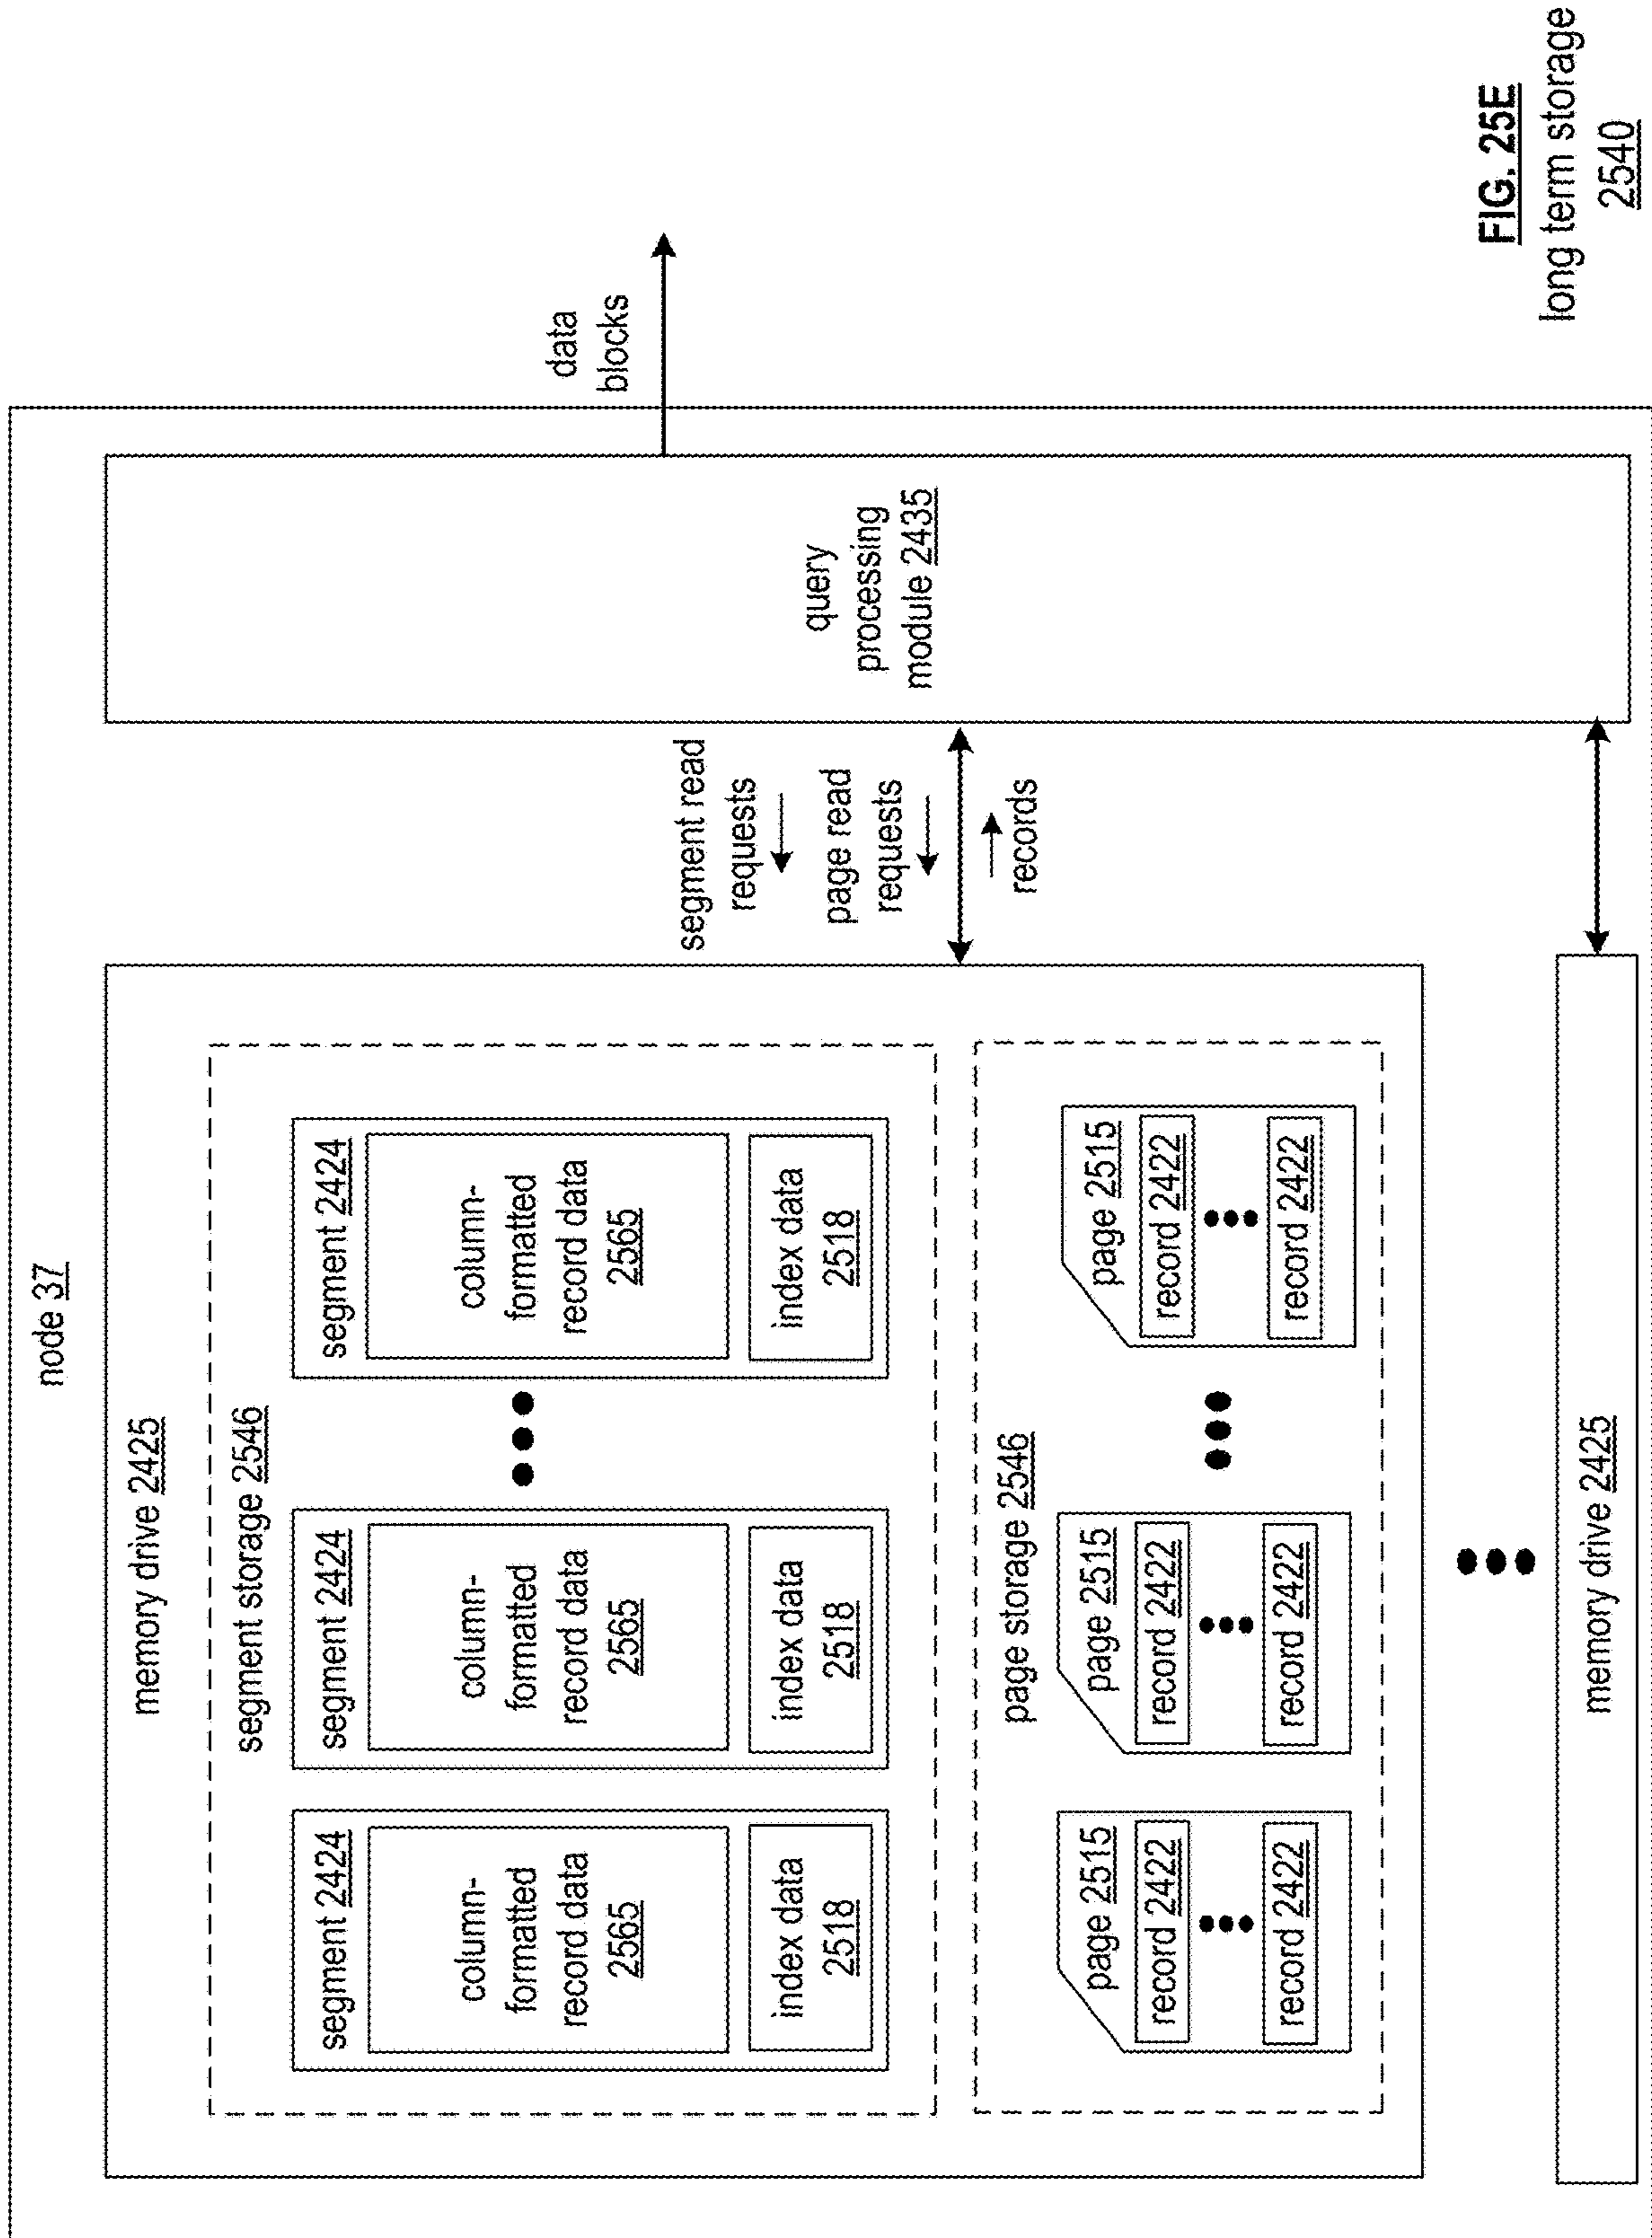 node 37
memory drive 2425
segment storage 2546
segment 2424
column-
formatted
record data
2565
index data
2518
segment 2424
column-
formatted
record data
2565
index data
2518
segment 2424
column-
formatted
record data
2565
index data
2518
page storage 2546
page 2515
record 2422
record 2422
page 2515
record 2422
record 2422
page 2515
record 2422
record 2422
memory drive 2425
segment read
requests
page read
requests
records
query
processing
module 2435
data
blocks
FIG. 25E
long term storage
2540